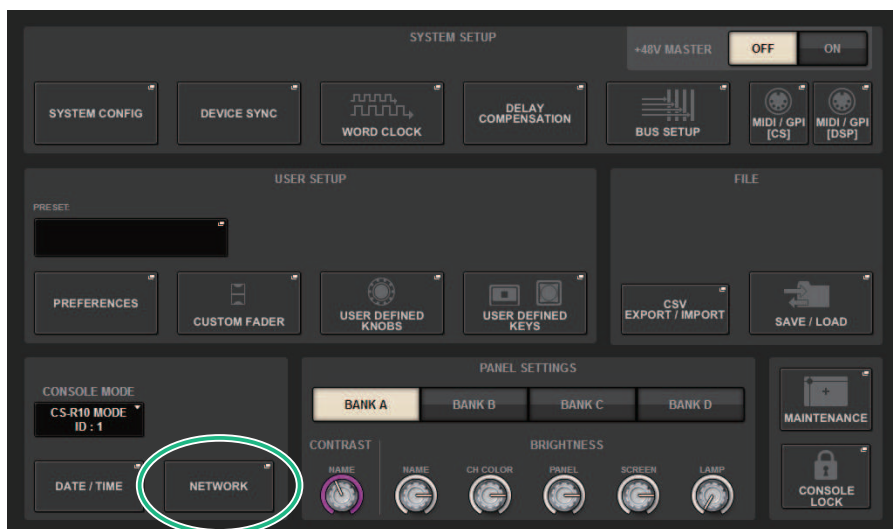 SYSTEM SETUP
+48V MASTER
OFF
ON
SYSTEM CONFIG
DEVICE SYNC
WORD CLOCK
DELAY
COMPENSATION
BUS SETUP
MIDI / GPI
[CS]
MIDI / GPI
[DSP]
USER SETUP
PRESET
PREFERENCES
CUSTOM FADER
USER DEFINED
KNOBS
USER DEFINED
KEYS
FILE
CSV
EXPORT / IMPORT
SAVE / LOAD
CONSOLE MODE
CS-R10 MODE
ID : 1
DATE / TIME
NETWORK
PANEL SETTINGS
BANK A
BANK B
BANK C
BANK D
CONTRAST
BRIGHTNESS
NAME
NAME
CH COLOR
PANEL
SCREEN
LAMP
MAINTENANCE
CONSOLE
LOCK